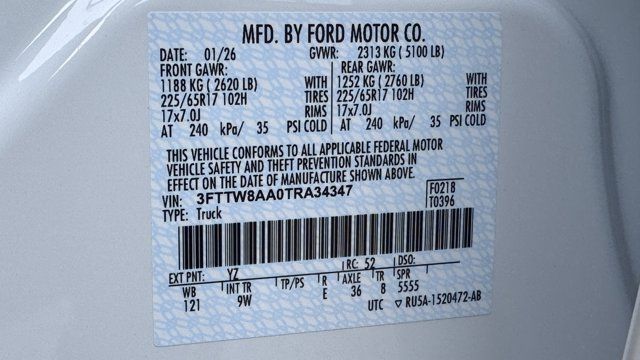 MFD. BY FORD MOTOR CO.
DATE: 01/26 GVWR: 2313 KG ( 5100 LB)
FRONT GAWR: REAR GAWR:
1188 KG ( 2620 LB) WITH 1252 KG ( 2760 LB) WITH
225/65R17 102H TIRES 225/65R17 102H TIRES
17x7.0J RIMS 17x7.0J RIMS
AT 240 kPa/ 35 PSI COLD AT 240 kPa/ 35 PSI COLD
THIS VEHICLE CONFORMS TO ALL APPLICABLE FEDERAL MOTOR
VEHICLE SAFETY AND THEFT PREVENTION STANDARDS IN
EFFECT ON THE DATE OF MANUFACTURE SHOWN ABOVE.
VIN: 3FTTW8AA0TRA34347 F0218
TYPE: Truck T0396
EXT PNT: YZ RC: 52 DSO:
WB INT TR TP/PS R AXLE TR SPR
121 9W E 36 8 5555
UTC ▽ RU5A-1520472-AB